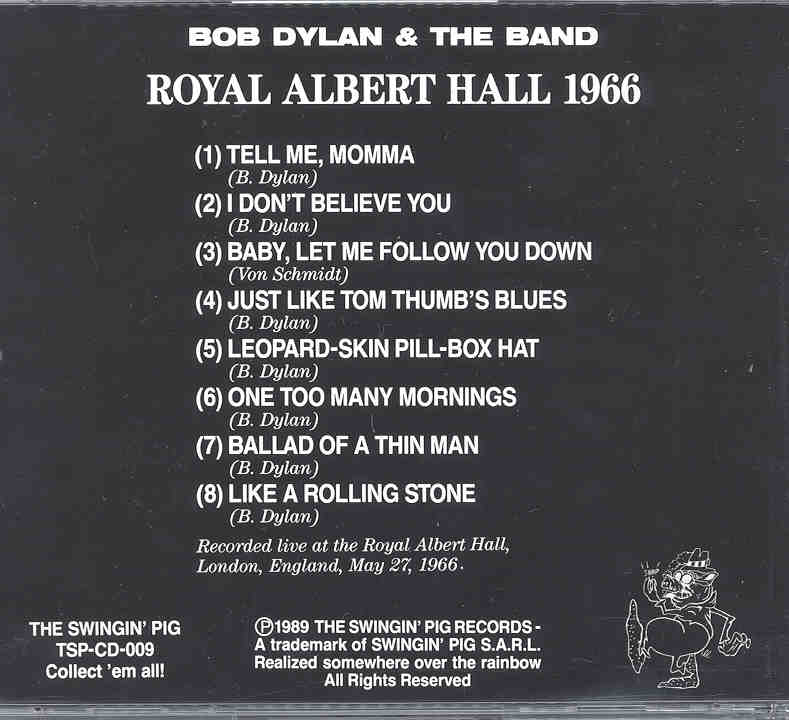 BOB DYLAN & THE BAND
ROYAL ALBERT HALL 1966
(1) TELL ME, MOMMA
(B. Dylan)
(2) I DON'T BELIEVE YOU
(B. Dylan)
(3) BABY, LET ME FOLLOW YOU DOWN
(Von Schmidt)
(4) JUST LIKE TOM THUMB'S BLUES
(B. Dylan)
(5) LEOPARD-SKIN PILL-BOX HAT
(B. Dylan)
(6) ONE TOO MANY MORNINGS
(B. Dylan)
(7) BALLAD OF A THIN MAN
(B. Dylan)
(8) LIKE A ROLLING STONE
(B. Dylan)
Recorded live at the Royal Albert Hall,
London, England, May 27, 1966.
THE SWINGIN' PIG
TSP-CD-009
Collect 'em all!
℗1989 THE SWINGIN' PIG RECORDS -
A trademark of SWINGIN' PIG S.A.R.L.
Realized somewhere over the rainbow
All Rights Reserved